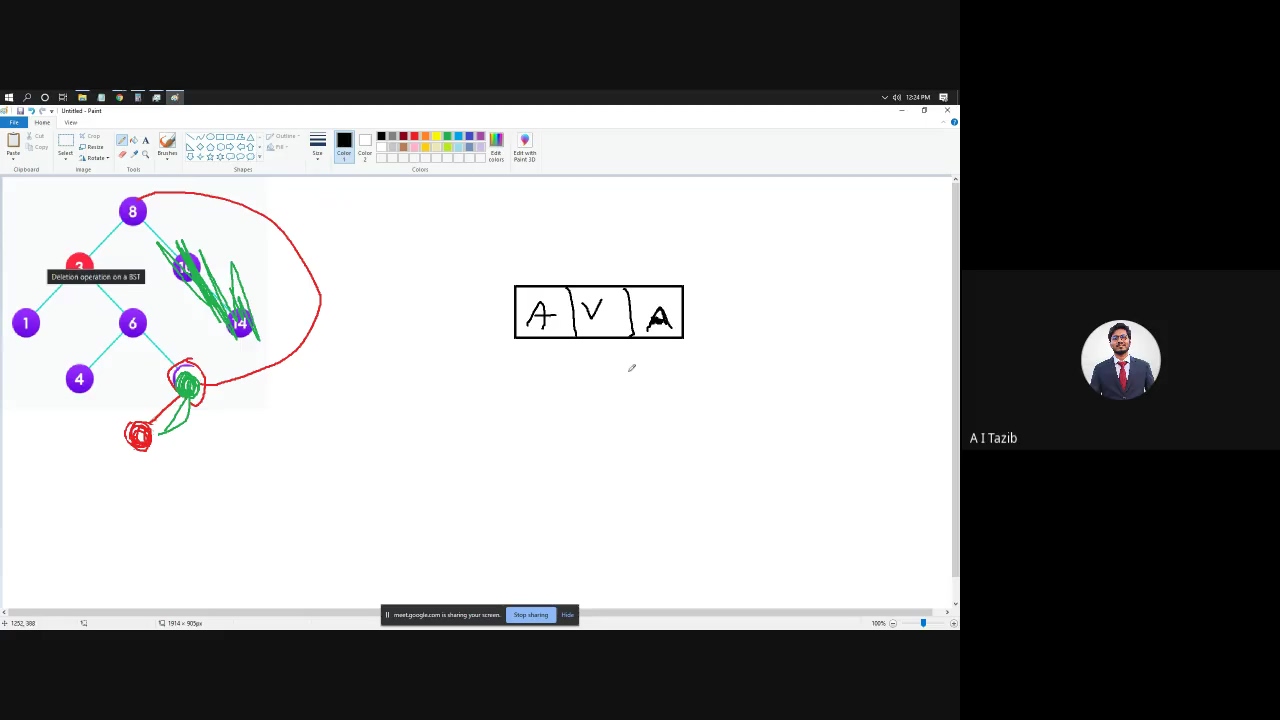 12:24 PM
Untitled - Paint
File Home View
Cut
Copy
Paste
Clipboard
Crop
Resize
Rotate
Select
Image
Tools
Brushes
Outline
Fill
Shapes
Size
Color 1
Color 2
Edit colors
Edit with Paint 3D
Colors
8
3
Deletion operation on a BST
1
6
14
4
A V A
A I Tazib
meet.google.com is sharing your screen. Stop sharing Hide
1252, 388 1914 × 905px 100%